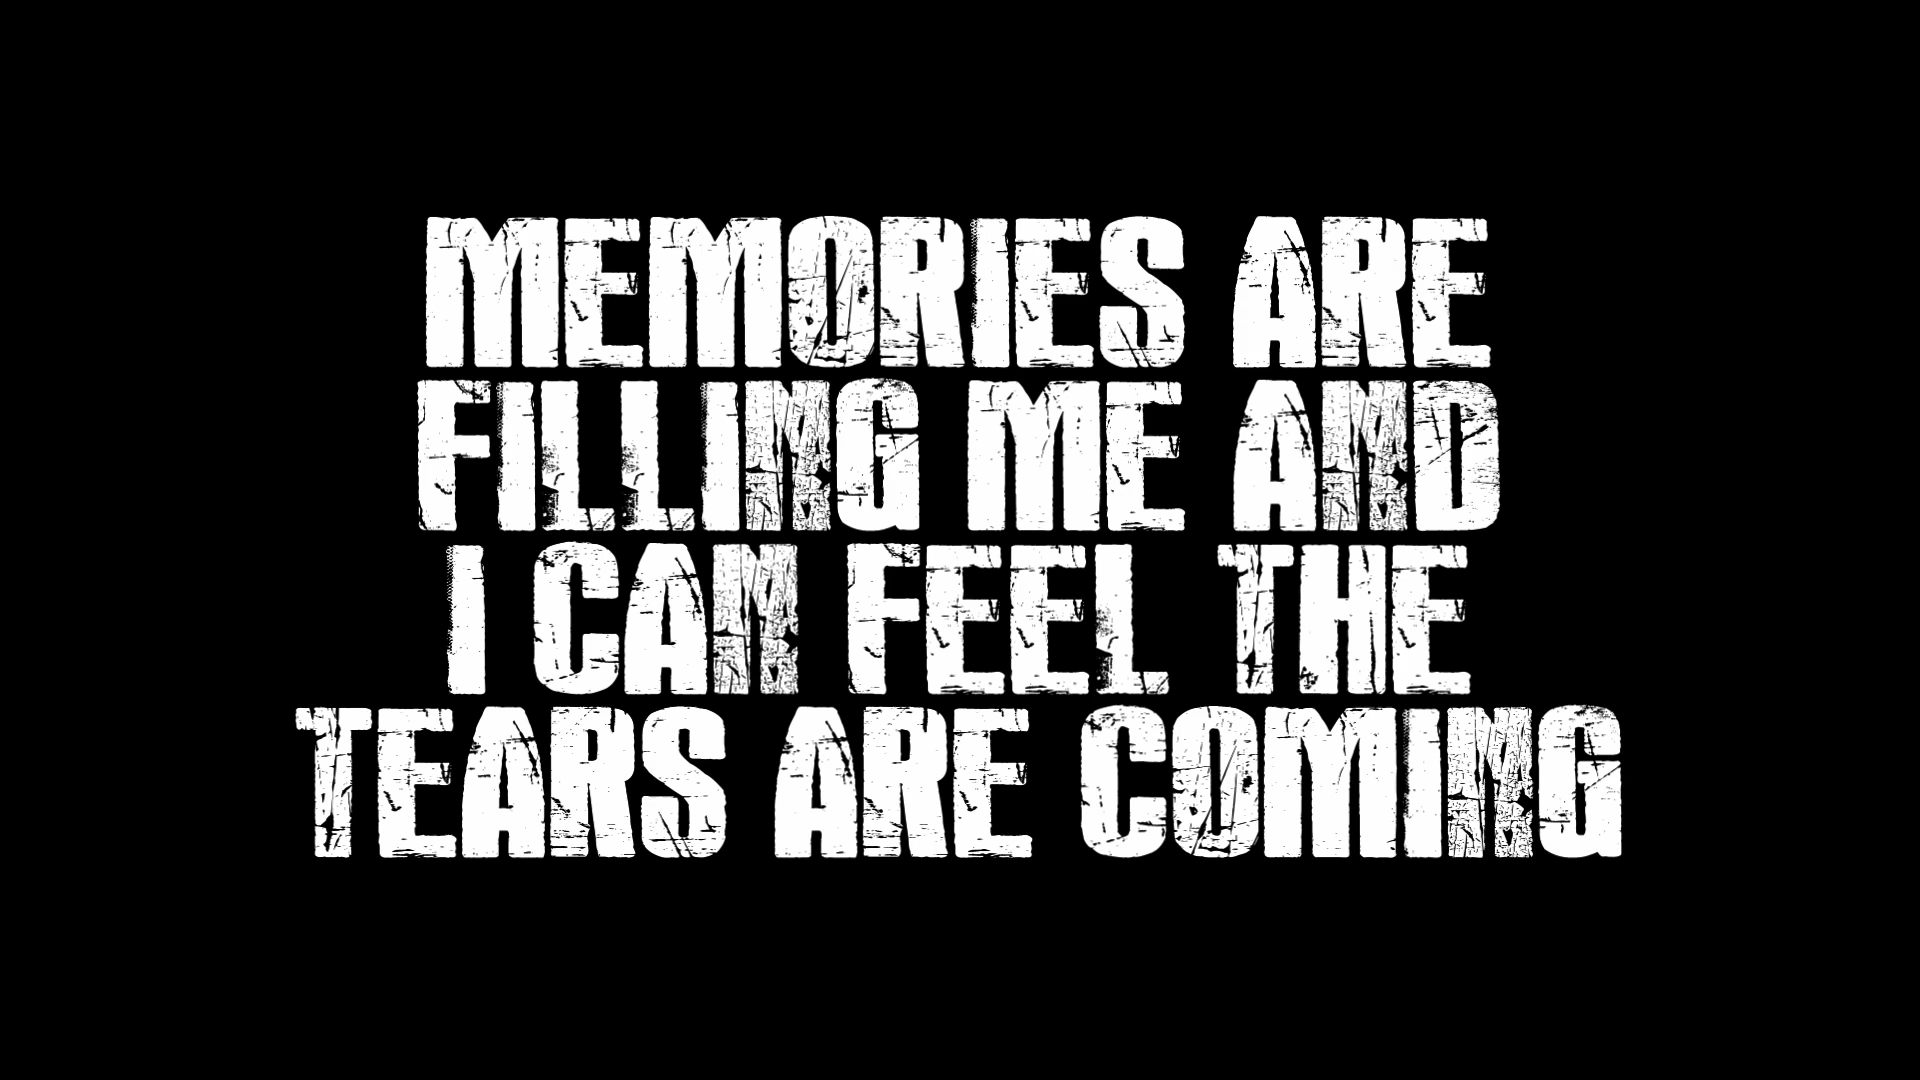 MEMORIES ARE
FILLING ME AND
I CAN FEEL THE
TEARS ARE COMING